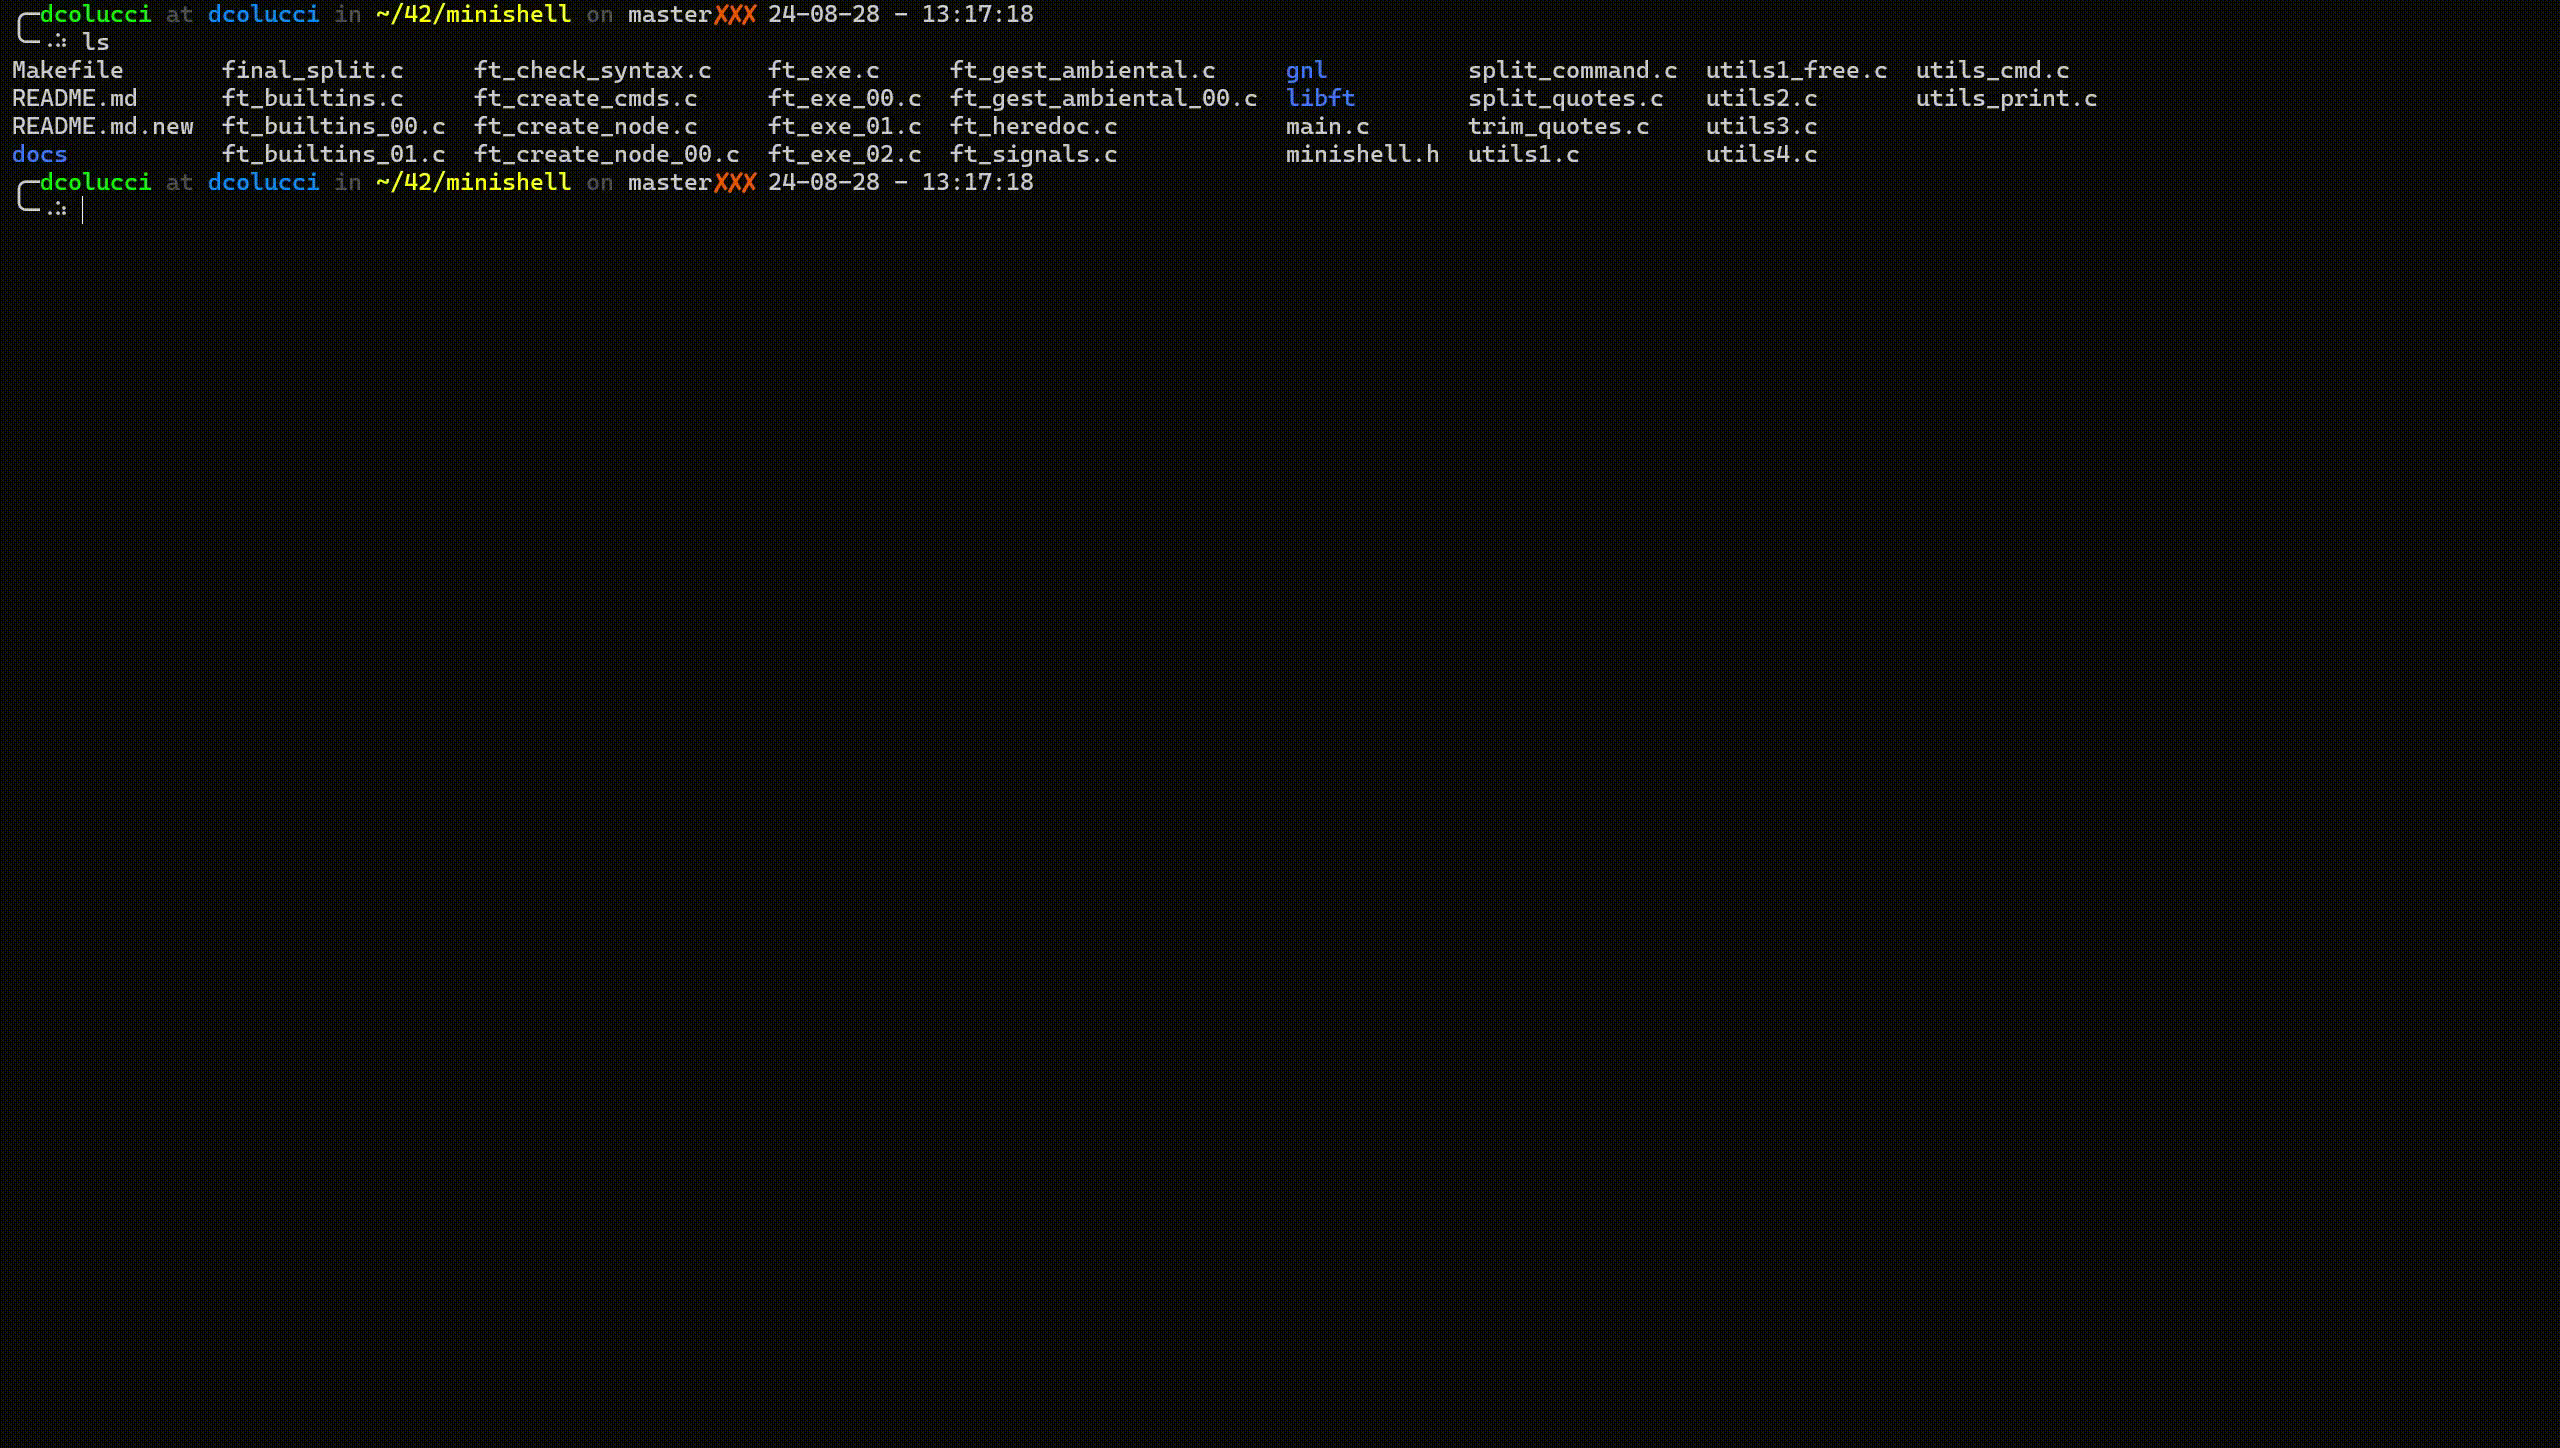 ╭─dcolucci at dcolucci in ~/42/minishell on master✗✗✗ 24-08-28 - 13:17:18
╰─⠠⠵ ls
Makefile       final_split.c     ft_check_syntax.c    ft_exe.c     ft_gest_ambiental.c     gnl          split_command.c  utils1_free.c  utils_cmd.c
README.md      ft_builtins.c     ft_create_cmds.c     ft_exe_00.c  ft_gest_ambiental_00.c  libft        split_quotes.c   utils2.c       utils_print.c
README.md.new  ft_builtins_00.c  ft_create_node.c     ft_exe_01.c  ft_heredoc.c            main.c       trim_quotes.c    utils3.c
docs           ft_builtins_01.c  ft_create_node_00.c  ft_exe_02.c  ft_signals.c            minishell.h  utils1.c         utils4.c
╭─dcolucci at dcolucci in ~/42/minishell on master✗✗✗ 24-08-28 - 13:17:18
╰─⠠⠵